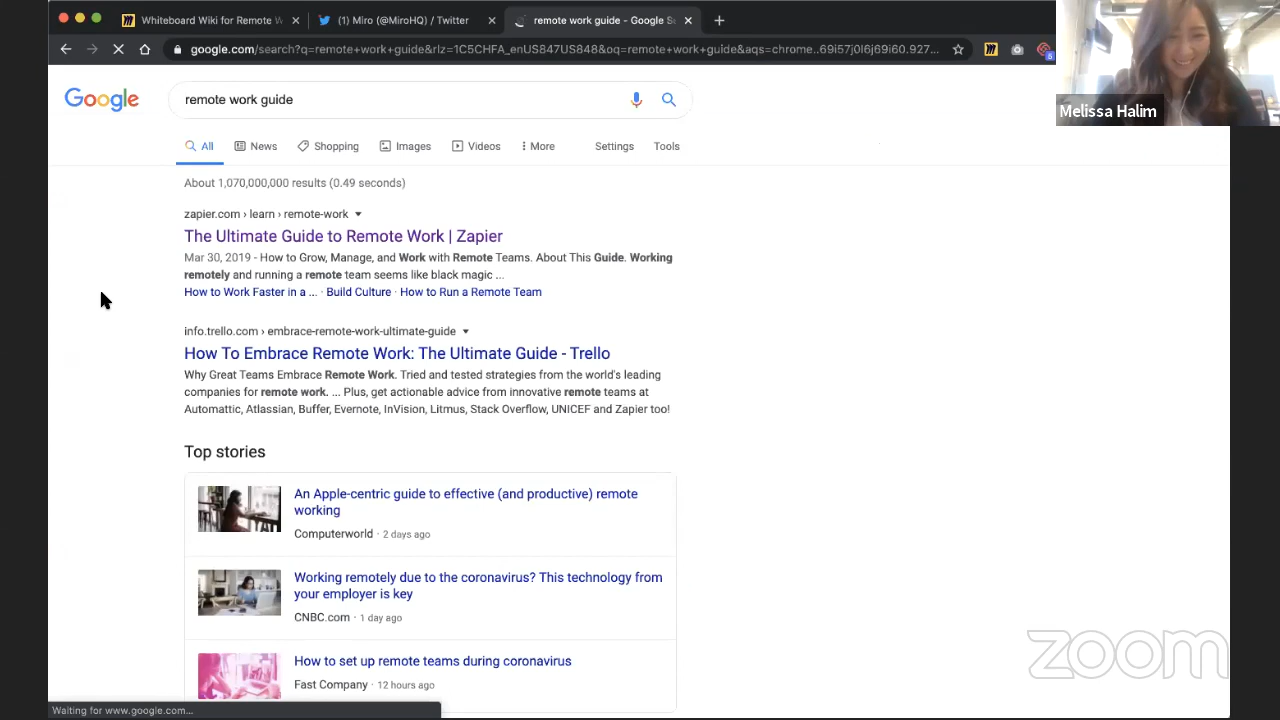 Whiteboard Wiki for Remote W
(1) Miro (@MiroHQ) / Twitter
remote work guide - Google Se
google.com/search?q=remote+work+guide&rlz=1C5CHFA_enUS847US848&oq=remote+work+guide&aqs=chrome..69i57j0l6j69i60.927...
Melissa Halim
Google
remote work guide
All
News
Shopping
Images
Videos
More
Settings
Tools
About 1,070,000,000 results (0.49 seconds)
zapier.com › learn › remote-work
The Ultimate Guide to Remote Work | Zapier
Mar 30, 2019 - How to Grow, Manage, and Work with Remote Teams. About This Guide. Working
remotely and running a remote team seems like black magic ...
How to Work Faster in a ... · Build Culture · How to Run a Remote Team
info.trello.com › embrace-remote-work-ultimate-guide
How To Embrace Remote Work: The Ultimate Guide - Trello
Why Great Teams Embrace Remote Work. Tried and tested strategies from the world's leading
companies for remote work. ... Plus, get actionable advice from innovative remote teams at
Automattic, Atlassian, Buffer, Evernote, InVision, Litmus, Stack Overflow, UNICEF and Zapier too!
Top stories
An Apple-centric guide to effective (and productive) remote
working
Computerworld · 2 days ago
Working remotely due to the coronavirus? This technology from
your employer is key
CNBC.com · 1 day ago
How to set up remote teams during coronavirus
Fast Company · 12 hours ago
zoom
Waiting for www.google.com...